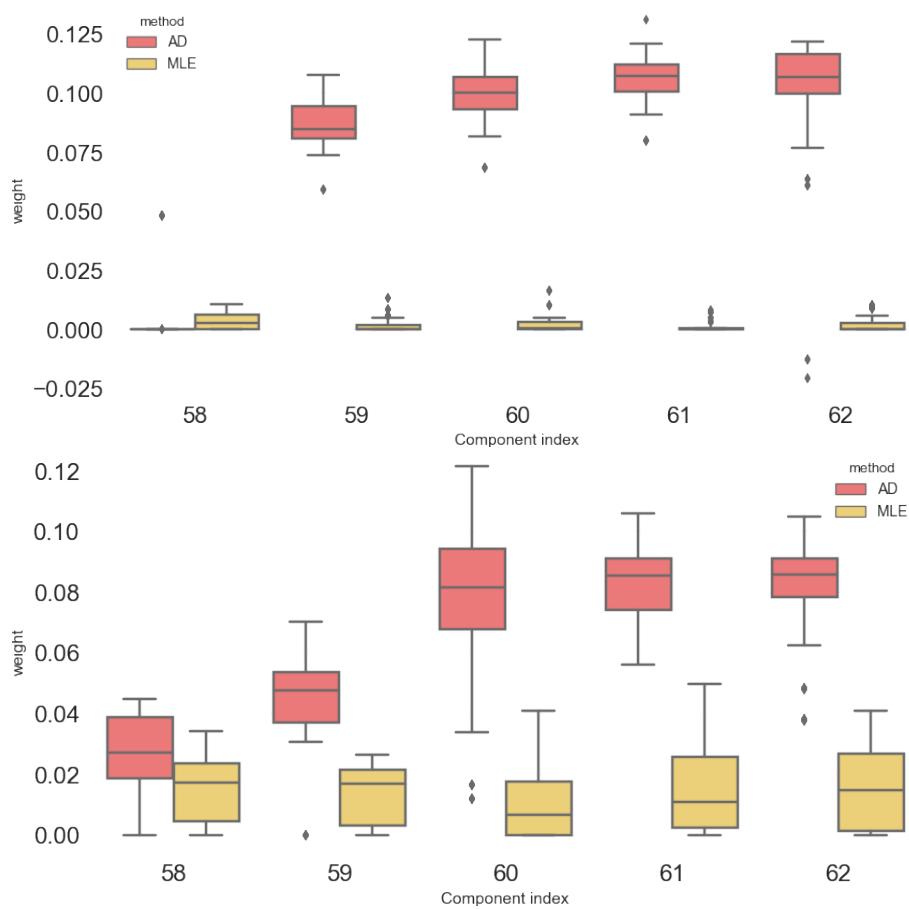 0.125
method
AD
MLE
0.100
0.075
0.050
0.025
0.000
−0.025
weight
58 59 60 61 62
Component index
0.12
method
AD
MLE
0.10
0.08
0.06
0.04
0.02
0.00
weight
58 59 60 61 62
Component index